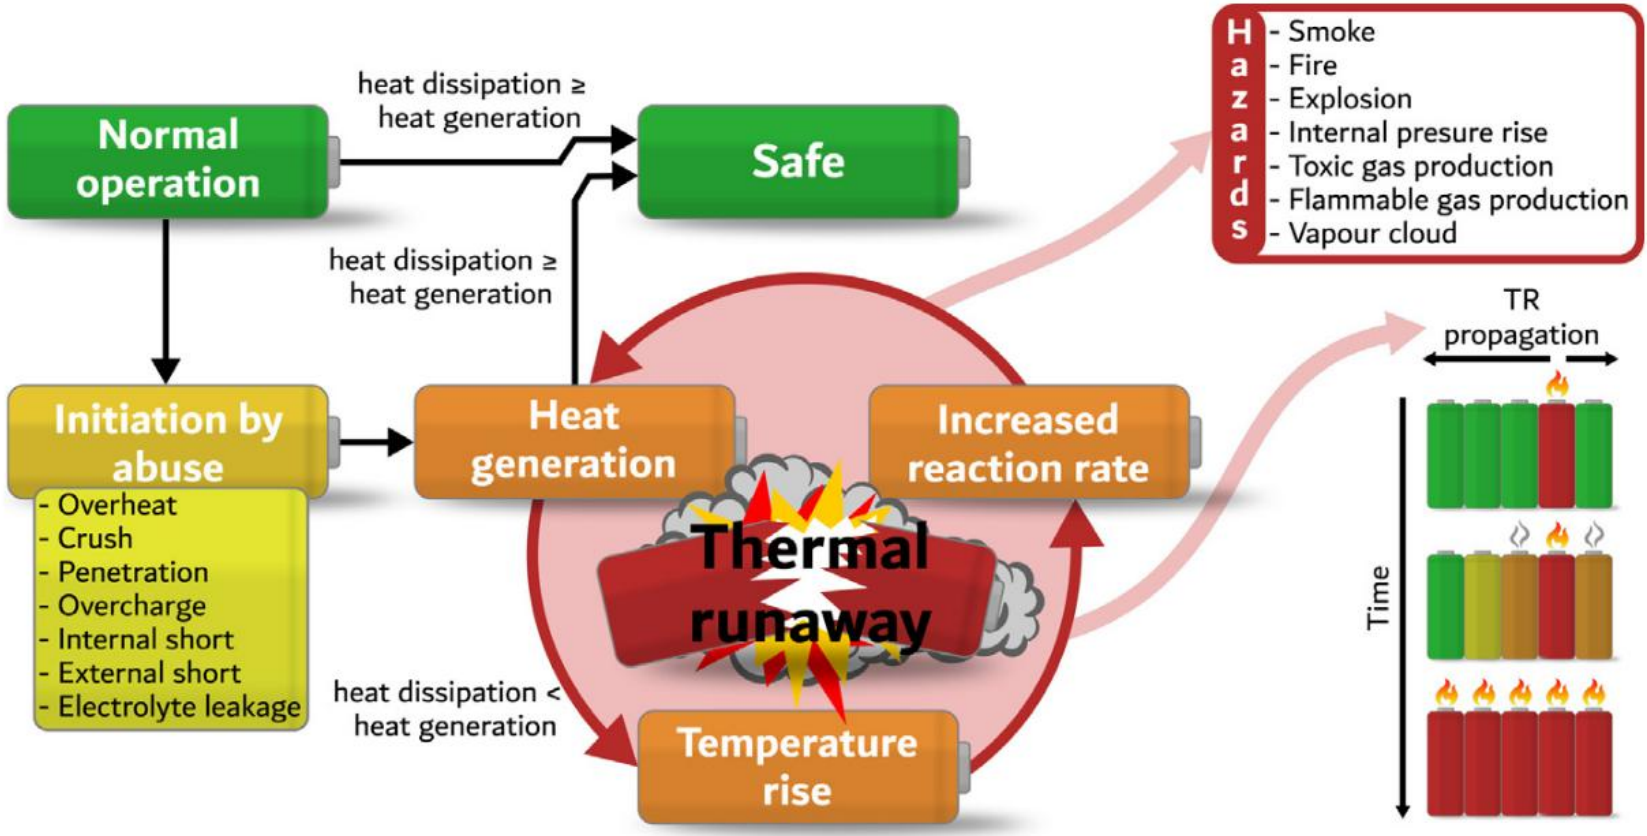 heat dissipation ≥
heat generation
Normal
operation
Safe
H - Smoke
a - Fire
z - Explosion
a - Internal presure rise
r - Toxic gas production
d - Flammable gas production
s - Vapour cloud
heat dissipation ≥
heat generation
TR
propagation
Initiation by
abuse
- Overheat
- Crush
- Penetration
- Overcharge
- Internal short
- External short
- Electrolyte leakage
Heat
generation
Increased
reaction rate
Thermal
runaway
heat dissipation <
heat generation
Temperature
rise
Time